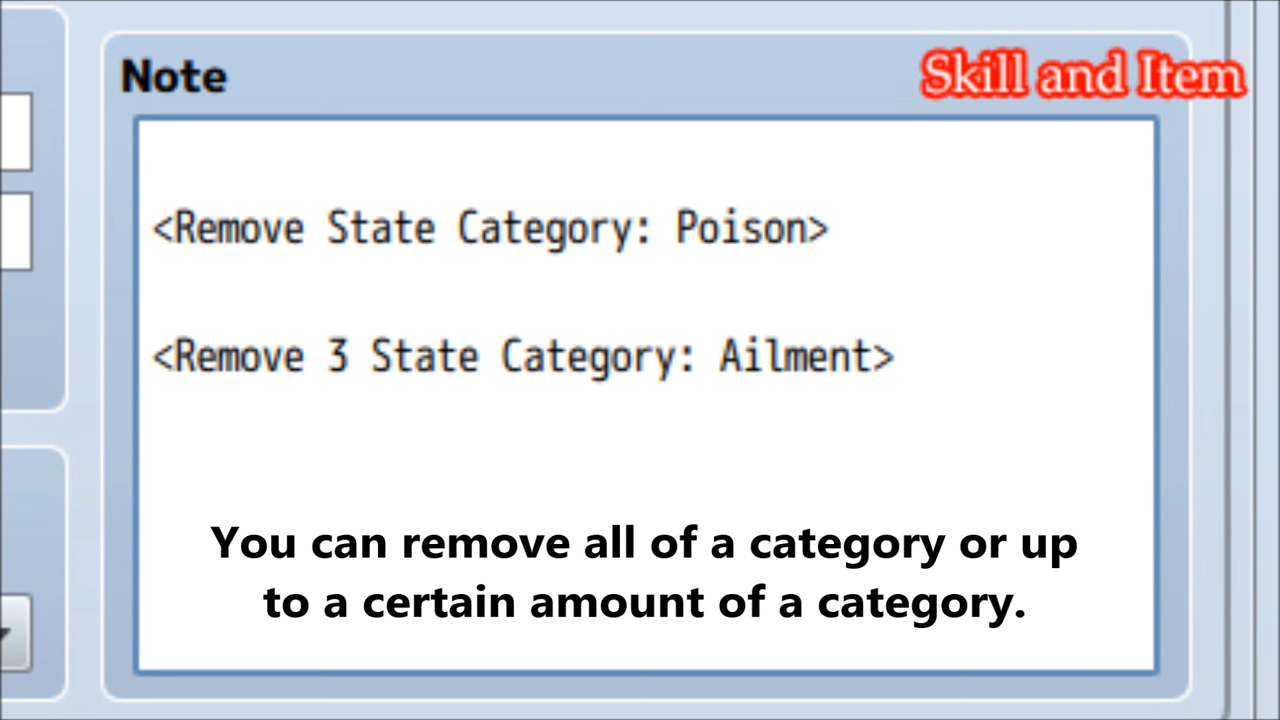 Note
Skill and Item
<Remove State Category: Poison>
<Remove 3 State Category: Ailment>
You can remove all of a category or up
to a certain amount of a category.